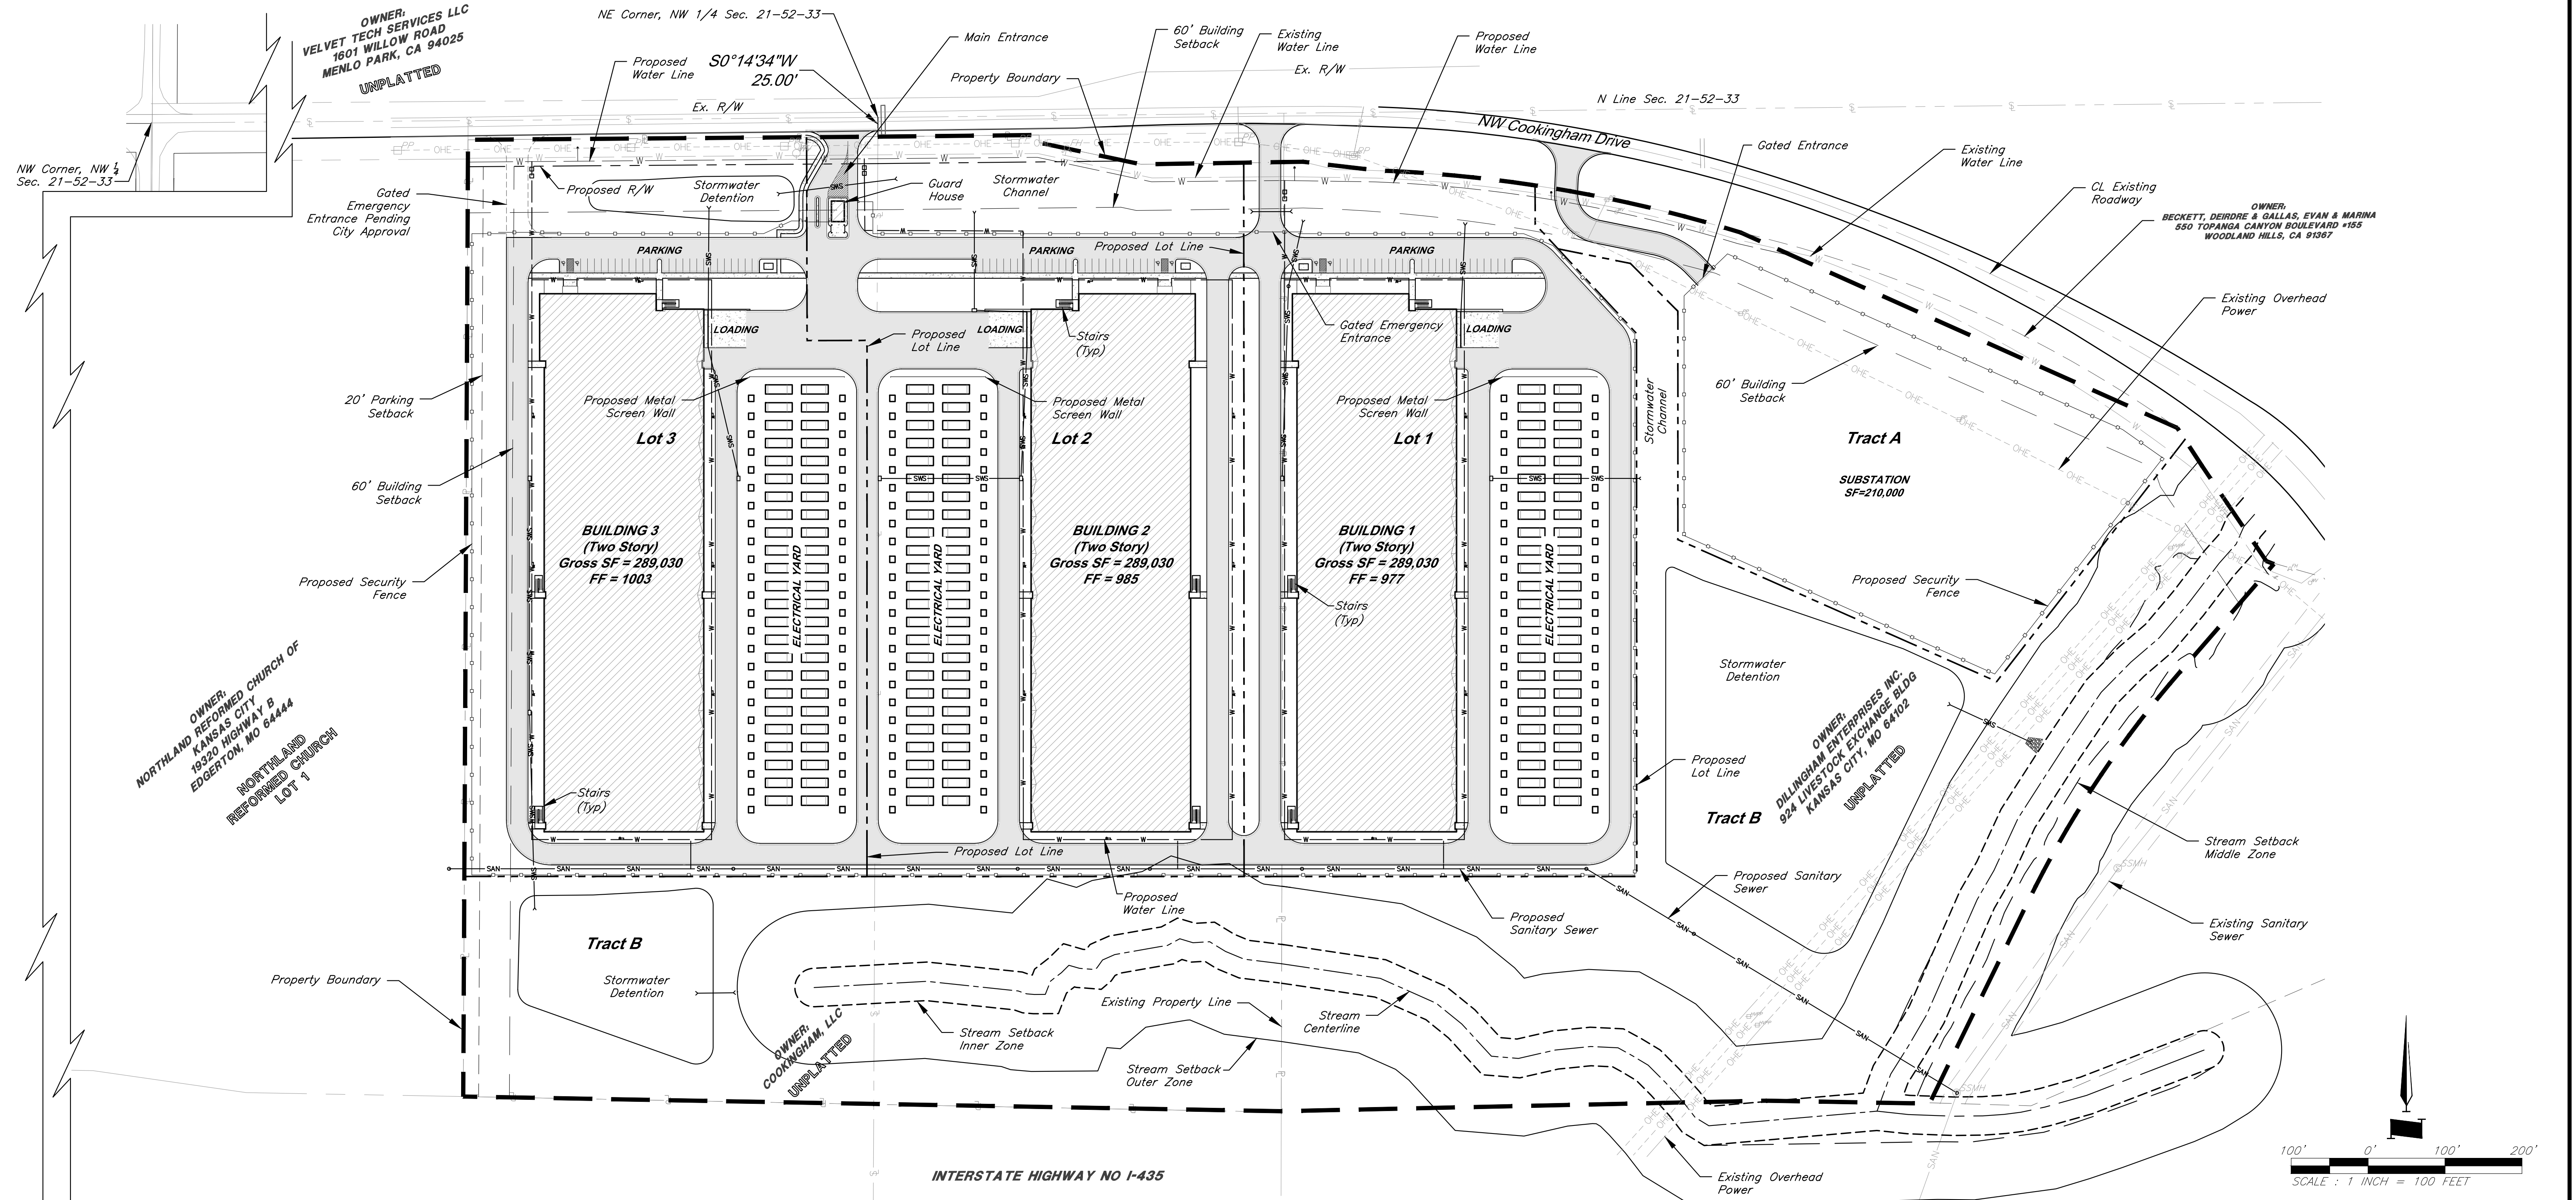 OWNER:
VELVET TECH SERVICES LLC
1601 WILLOW ROAD
MENLO PARK, CA 94025
UNPLATTED
NE Corner, NW 1/4 Sec. 21-52-33
Main Entrance
60' Building
Setback
Existing
Water Line
Proposed
Water Line
Proposed
Water Line
S0°14'34"W
25.00'
Property Boundary
Ex. R/W
Ex. R/W
N Line Sec. 21-52-33
NW Cookingham Drive
Gated Entrance
Existing
Water Line
CL Existing
Roadway
OWNER:
BECKETT, DEIRDRE & GALLAS, EVAN & MARINA
550 TOPANGA CANYON BOULEVARD #155
WOODLAND HILLS, CA 91367
NW Corner, NW 1/4
Sec. 21-52-33
Gated
Emergency
Entrance Pending
City Approval
Proposed R/W
Stormwater
Detention
Guard
House
Stormwater
Channel
PARKING
PARKING
Proposed Lot Line
PARKING
Existing Overhead
Power
LOADING
Proposed
Lot Line
LOADING
Stairs
(Typ)
Gated Emergency
Entrance
LOADING
20' Parking
Setback
Proposed Metal
Screen Wall
Proposed Metal
Screen Wall
Proposed Metal
Screen Wall
Stormwater
Channel
60' Building
Setback
Lot 3
Lot 2
Lot 1
Tract A
SUBSTATION
SF=210,000
60' Building
Setback
BUILDING 3
(Two Story)
Gross SF = 289,030
FF = 1003
ELECTRICAL YARD
ELECTRICAL YARD
BUILDING 2
(Two Story)
Gross SF = 289,030
FF = 985
BUILDING 1
(Two Story)
Gross SF = 289,030
FF = 977
ELECTRICAL YARD
Proposed Security
Fence
Proposed Security
Fence
Stairs
(Typ)
OWNER:
NORTHLAND REFORMED CHURCH OF
KANSAS CITY
19320 HIGHWAY B
EDGERTON, MO 64444
NORTHLAND
REFORMED CHURCH
LOT 1
Stormwater
Detention
OWNER:
DILLINGHAM ENTERPRISES INC.
924 LIVESTOCK EXCHANGE BLDG
KANSAS CITY, MO 64102
UNPLATTED
Proposed
Lot Line
Stairs
(Typ)
Tract B
Stream Setback
Middle Zone
Proposed Lot Line
Proposed Sanitary
Sewer
Proposed
Water Line
Proposed
Sanitary Sewer
Existing Sanitary
Sewer
Tract B
Stormwater
Detention
Property Boundary
Existing Property Line
Stream
Centerline
Stream Setback
Inner Zone
OWNER:
COOKINGHAM, LLC
UNPLATTED
Stream Setback
Outer Zone
SSMH
SSMH
INTERSTATE HIGHWAY NO I-435
Existing Overhead
Power
100' 0' 100' 200'
SCALE : 1 INCH = 100 FEET